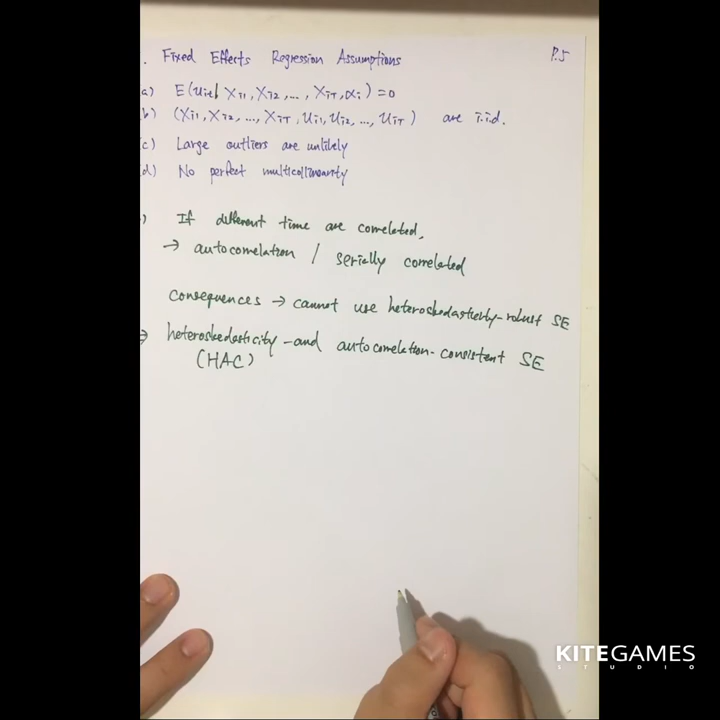 . Fixed Effects Regression Assumptions P.5
a) E(uit | Xi1, Xi2, ..., XiT, αi) = 0
b) (Xi1, Xi2, ..., XiT, ui1, ui2, ..., uiT) are i.i.d.
c) Large outliers are unlikely
d) No perfect multicollinearity
) If different time are correlated,
→ autocorrelation / serially correlated
consequences → cannot use heteroskedasticity-robust SE
→ heteroskedasticity-and autocorrelation-consistent SE
(HAC)
KITEGAMES
STUDIO